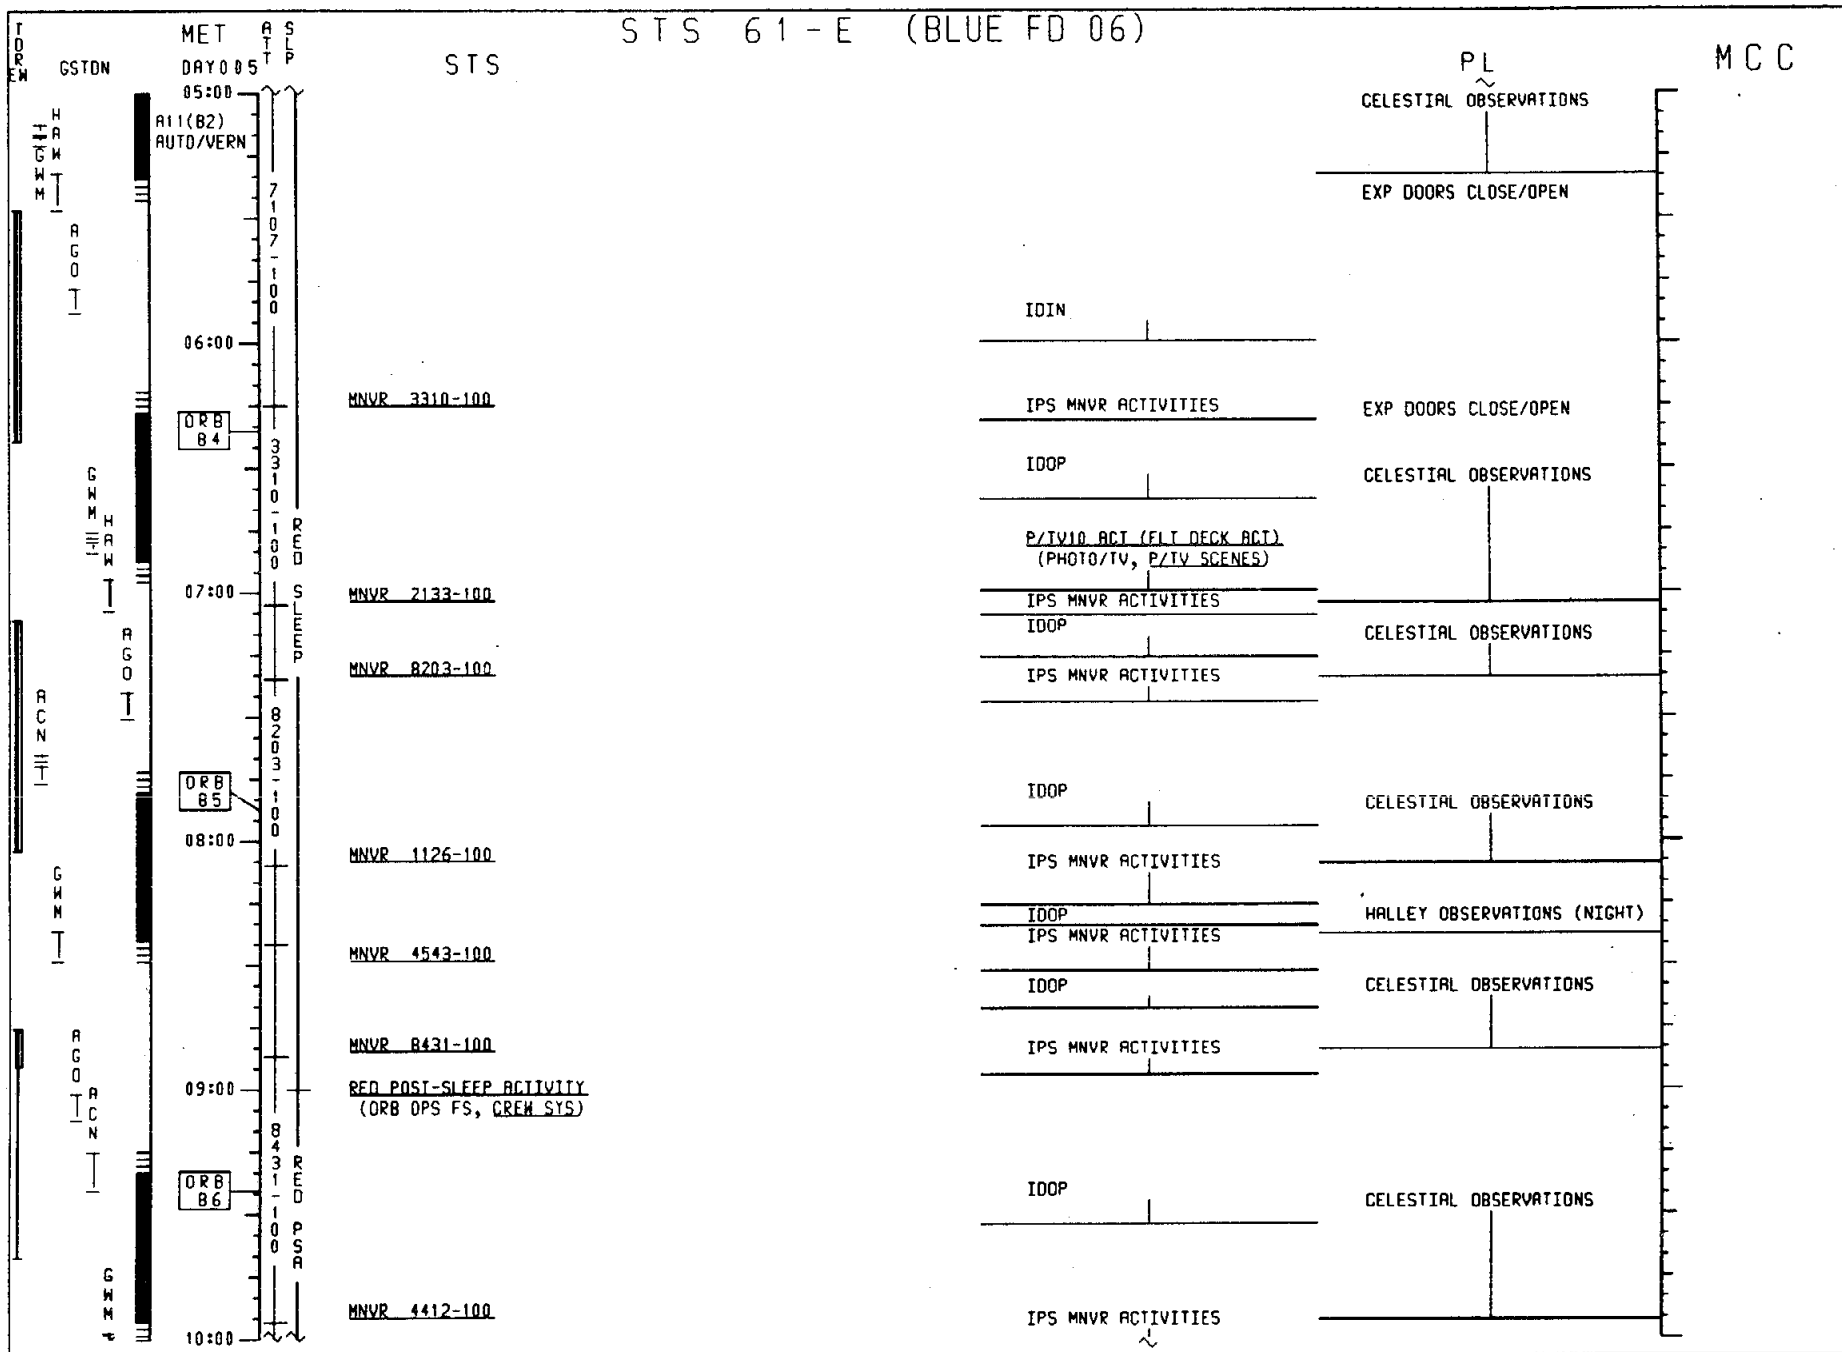 STS 61-E (BLUE FD 06)
TDRS EW
GSTDN
MET
DAY005
ATT
SLP
STS
PL
MCC
05:00
A11(B2)
AUTO/VERN
CELESTIAL OBSERVATIONS
HAW
GWM
7107-100
EXP DOORS CLOSE/OPEN
AGO
IDIN
06:00
MNVR 3310-100
IPS MNVR ACTIVITIES
EXP DOORS CLOSE/OPEN
ORB
84
3310-100
IDOP
CELESTIAL OBSERVATIONS
GWM
HAW
RED SLEEP
P/TV10 ACT (FLT DECK ACT)
(PHOTO/TV, P/TV SCENES)
07:00
MNVR 2133-100
IPS MNVR ACTIVITIES
IDOP
CELESTIAL OBSERVATIONS
AGO
MNVR 8203-100
IPS MNVR ACTIVITIES
ACN
8203-100
ORB
85
IDOP
CELESTIAL OBSERVATIONS
08:00
MNVR 1126-100
IPS MNVR ACTIVITIES
GWM
IDOP
HALLEY OBSERVATIONS (NIGHT)
IPS MNVR ACTIVITIES
MNVR 4543-100
IDOP
CELESTIAL OBSERVATIONS
AGO
MNVR 8431-100
IPS MNVR ACTIVITIES
09:00
RED POST-SLEEP ACTIVITY
(ORB OPS FS, CREW SYS)
ACN
8431-100
RED PSA
ORB
86
IDOP
CELESTIAL OBSERVATIONS
GWM
MNVR 4412-100
IPS MNVR ACTIVITIES
10:00